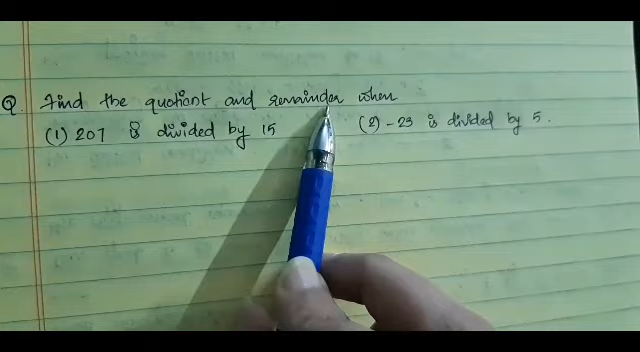 Q. Find the quotient and remainder when
(1) 207 is divided by 15 (2) -23 is divided by 5.